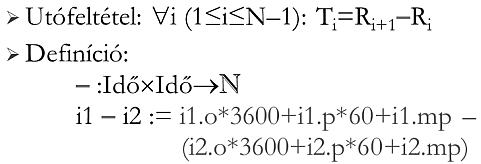 ➢ Utófeltétel: ∀i (1≤i≤N–1): Tᵢ=Rᵢ₊₁–Rᵢ
➢ Definíció:
– :Idő×Idő→ℕ
i1 – i2 := i1.o*3600+i1.p*60+i1.mp –
(i2.o*3600+i2.p*60+i2.mp)